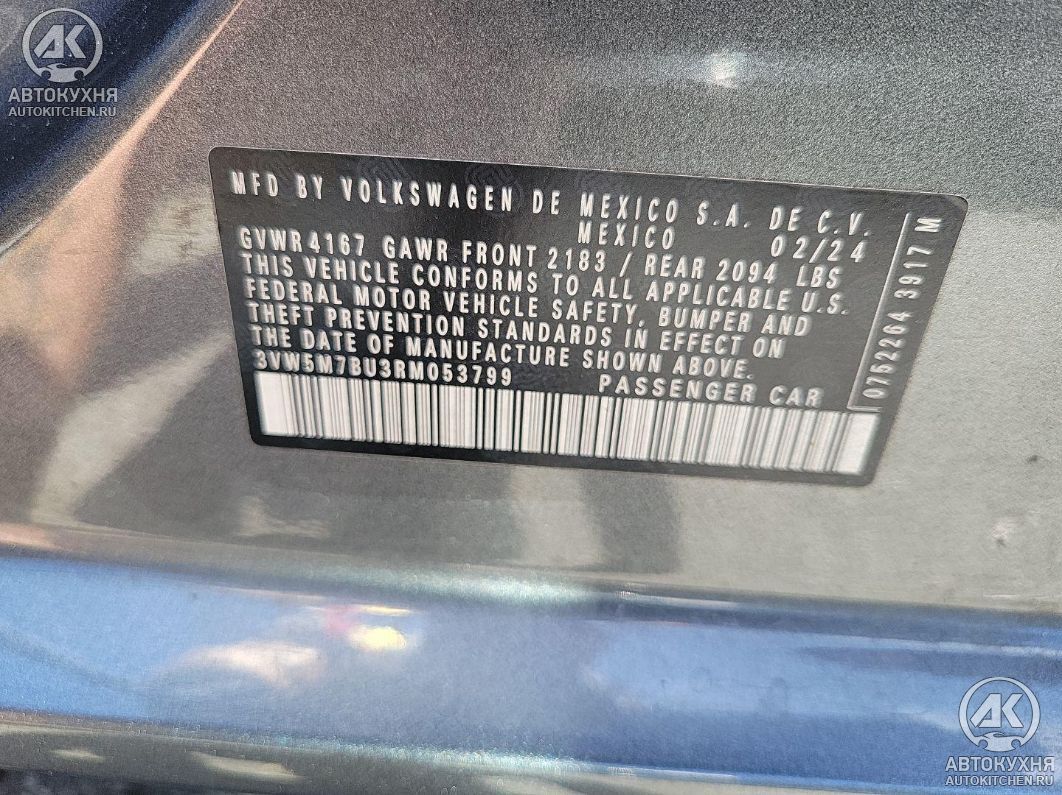 АК
АВТОКУХНЯ
AUTOKITCHEN.RU
MFD BY VOLKSWAGEN DE MEXICO S.A. DE C.V.
MEXICO 02/24
GVWR 4167 GAWR FRONT 2183 / REAR 2094 LBS
THIS VEHICLE CONFORMS TO ALL APPLICABLE U.S.
FEDERAL MOTOR VEHICLE SAFETY, BUMPER AND
THEFT PREVENTION STANDARDS IN EFFECT ON
THE DATE OF MANUFACTURE SHOWN ABOVE.
3VW5M7BU3RM053799 PASSENGER CAR
0752264 3917 M
АК
АВТОКУХНЯ
AUTOKITCHEN.RU